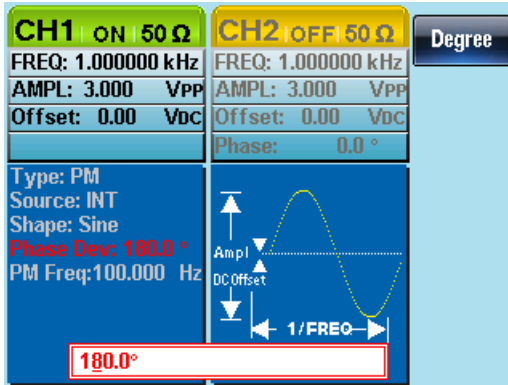 CH1 ON 50 Ω
FREQ: 1.000000 kHz
AMPL: 3.000 VPP
Offset: 0.00 VDC
CH2 OFF 50 Ω
FREQ: 1.000000 kHz
AMPL: 3.000 VPP
Offset: 0.00 VDC
Phase: 0.0 °
Degree
Type: PM
Source: INT
Shape: Sine
Phase Dev: 180.0 °
PM Freq:100.000 Hz
Ampl
DC Offset
1/FREQ
180.0°